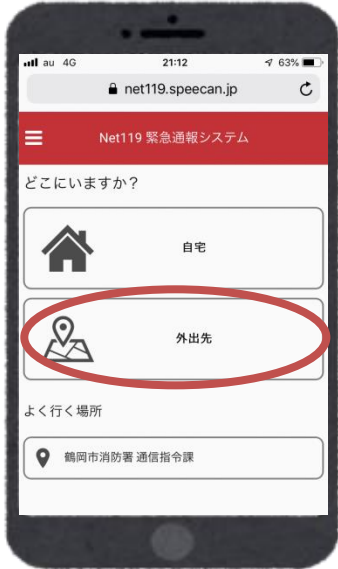 au 4G 21:12 63%
net119.speecan.jp
Net119 緊急通報システム
どこにいますか？
自宅
外出先
よく行く場所
鶴岡市消防署 通信指令課